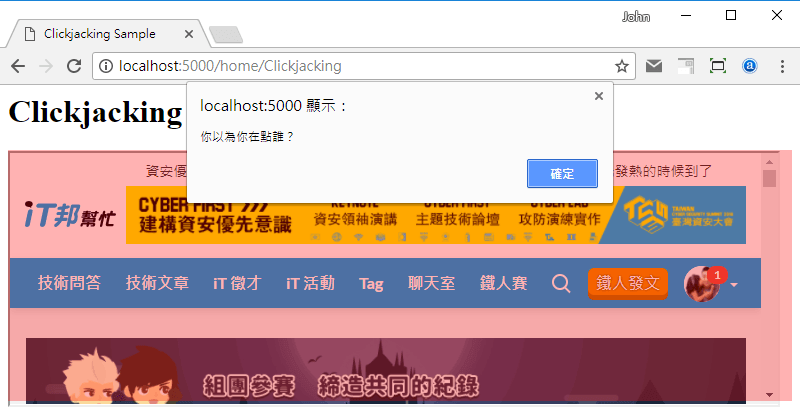 John
Clickjacking Sample
localhost:5000/home/Clickjacking
Clickjacking
localhost:5000 顯示：
你以為你在點誰？
確定
資安優
發熱的時候到了
iT邦幫忙
CYBER FIRST >>>
建構資安優先意識
KEYNOTE
資安領袖演講
CYBER FIRST
主題技術論壇
CYBER LAB
攻防演練實作
TAIWAN
臺灣資安大會
技術問答 技術文章 iT 徵才 iT 活動 Tag 聊天室 鐵人賽 鐵人發文 1
組團參賽 締造共同的紀錄